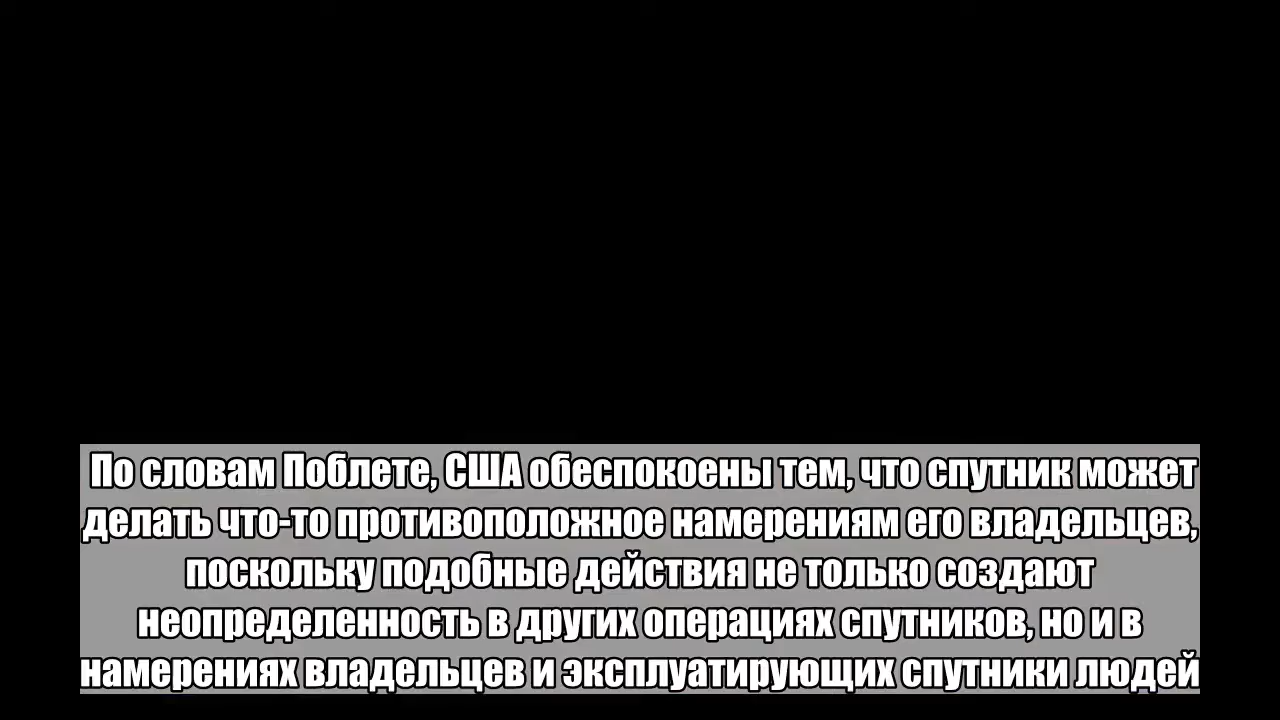 По словам Поблете, США обеспокоены тем, что спутник может
делать что-то противоположное намерениям его владельцев,
поскольку подобные действия не только создают
неопределенность в других операциях спутников, но и в
намерениях владельцев и эксплуатирующих спутники людей